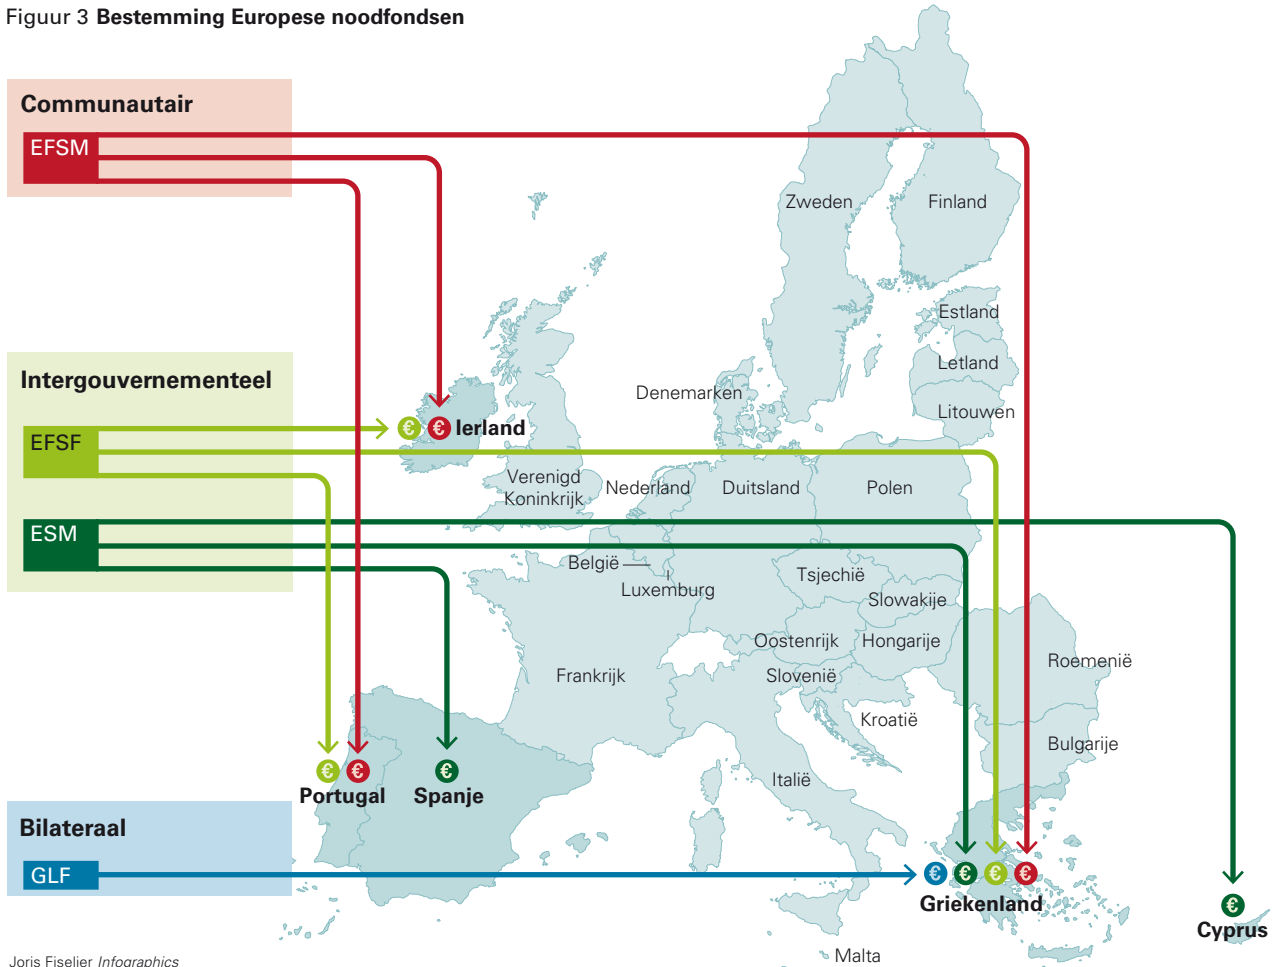 Figuur 3 Bestemming Europese noodfondsen
Communautair
EFSM
Intergouvernementeel
EFSF
ESM
Bilateraal
GLF
Zweden
Finland
Estland
Letland
Litouwen
Denemarken
€ € Ierland
Verenigd
Koninkrijk
Nederland
Duitsland
Polen
België
Luxemburg
Tsjechië
Slowakije
Oostenrijk
Hongarije
Frankrijk
Slovenië
Roemenië
Kroatië
Bulgarije
Italië
€ €
Portugal
€
Spanje
€ € € €
Griekenland
€
Cyprus
Malta
Joris Fiselier Infographics